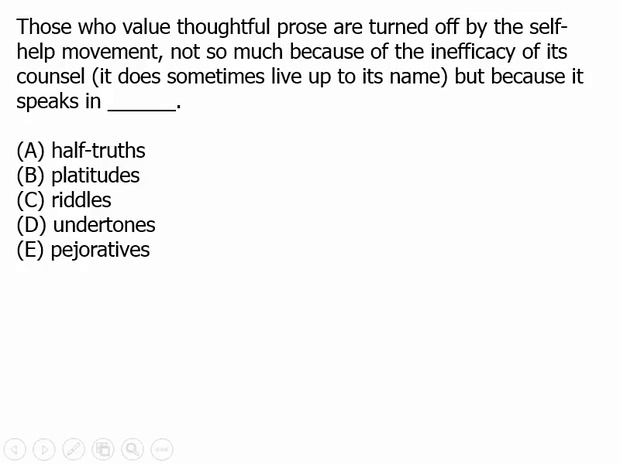 Those who value thoughtful prose are turned off by the self-
help movement, not so much because of the inefficacy of its
counsel (it does sometimes live up to its name) but because it
speaks in ______.
(A) half-truths
(B) platitudes
(C) riddles
(D) undertones
(E) pejoratives